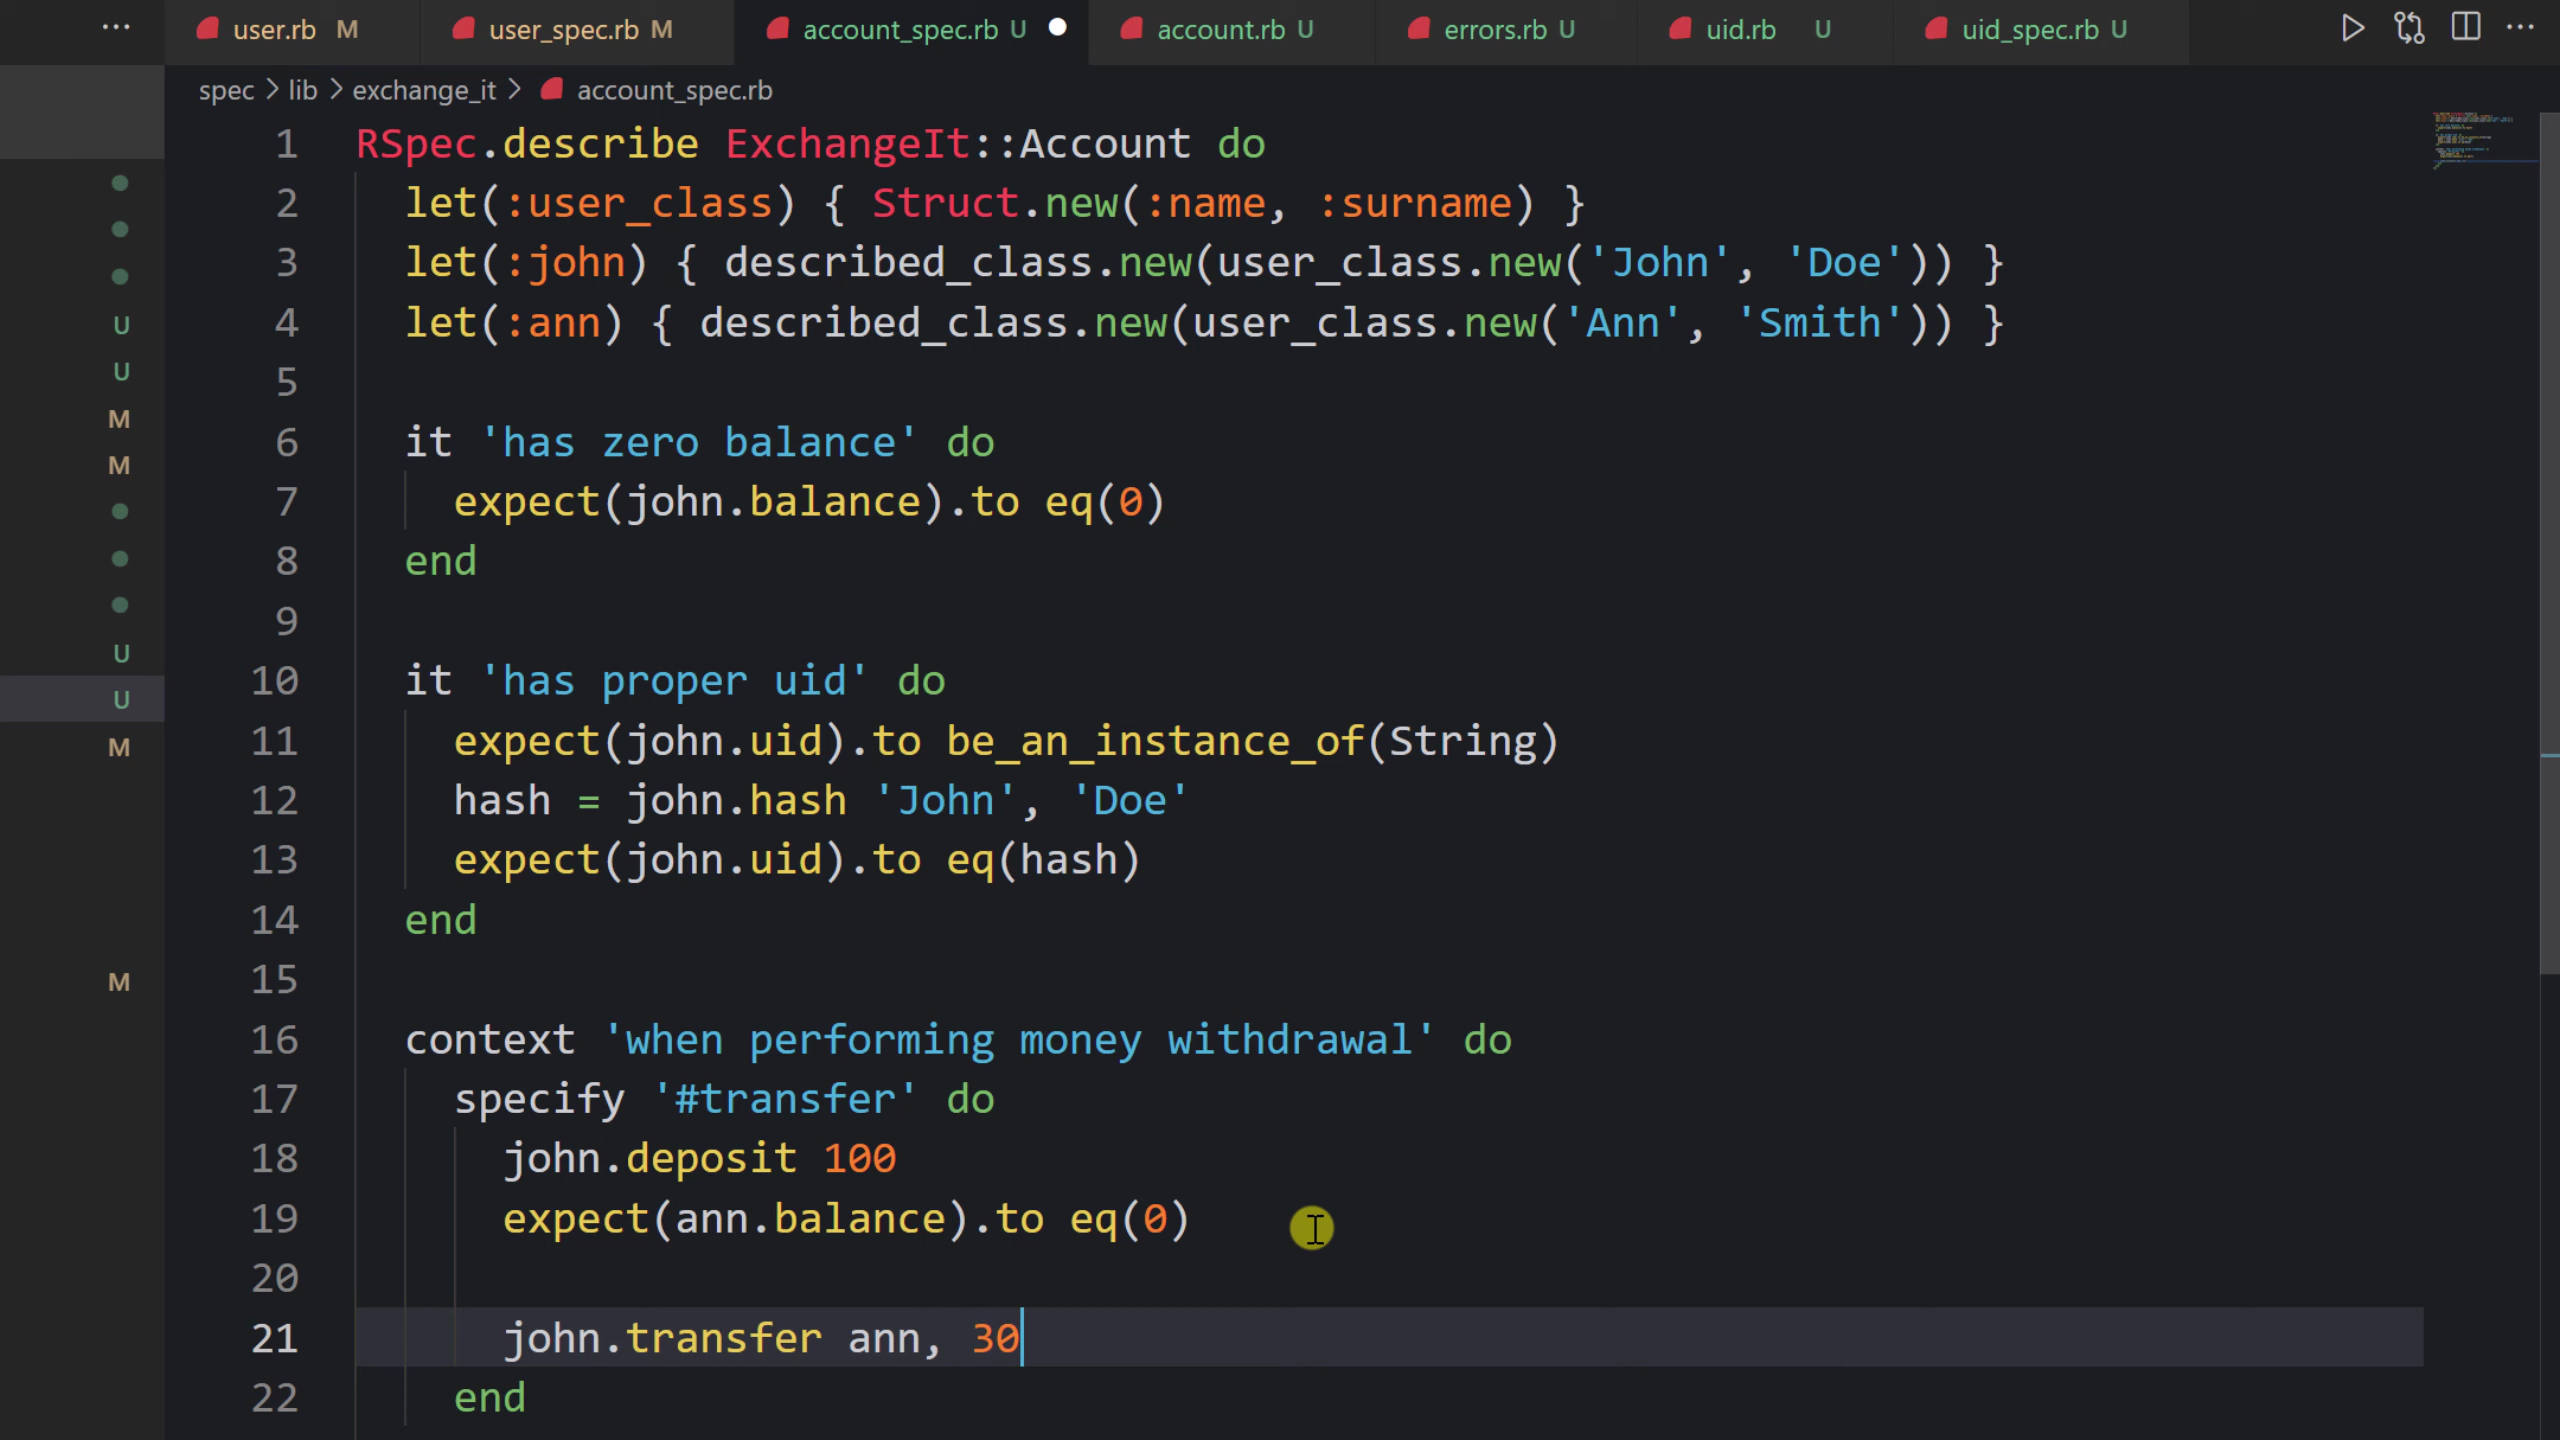 ··· user.rb M user_spec.rb M account_spec.rb U account.rb U errors.rb U uid.rb U uid_spec.rb U ···
spec > lib > exchange_it > account_spec.rb
1 RSpec.describe ExchangeIt::Account do
2 let(:user_class) { Struct.new(:name, :surname) }
3 let(:john) { described_class.new(user_class.new('John', 'Doe')) }
4 let(:ann) { described_class.new(user_class.new('Ann', 'Smith')) }
5
6 it 'has zero balance' do
7 expect(john.balance).to eq(0)
8 end
9
10 it 'has proper uid' do
11 expect(john.uid).to be_an_instance_of(String)
12 hash = john.hash 'John', 'Doe'
13 expect(john.uid).to eq(hash)
14 end
15
16 context 'when performing money withdrawal' do
17 specify '#transfer' do
18 john.deposit 100
19 expect(ann.balance).to eq(0)
20
21 john.transfer ann, 30
22 end
U
U
M
M
U
U
M
M